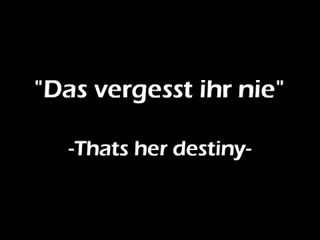 "Das vergesst ihr nie"
-Thats her destiny-